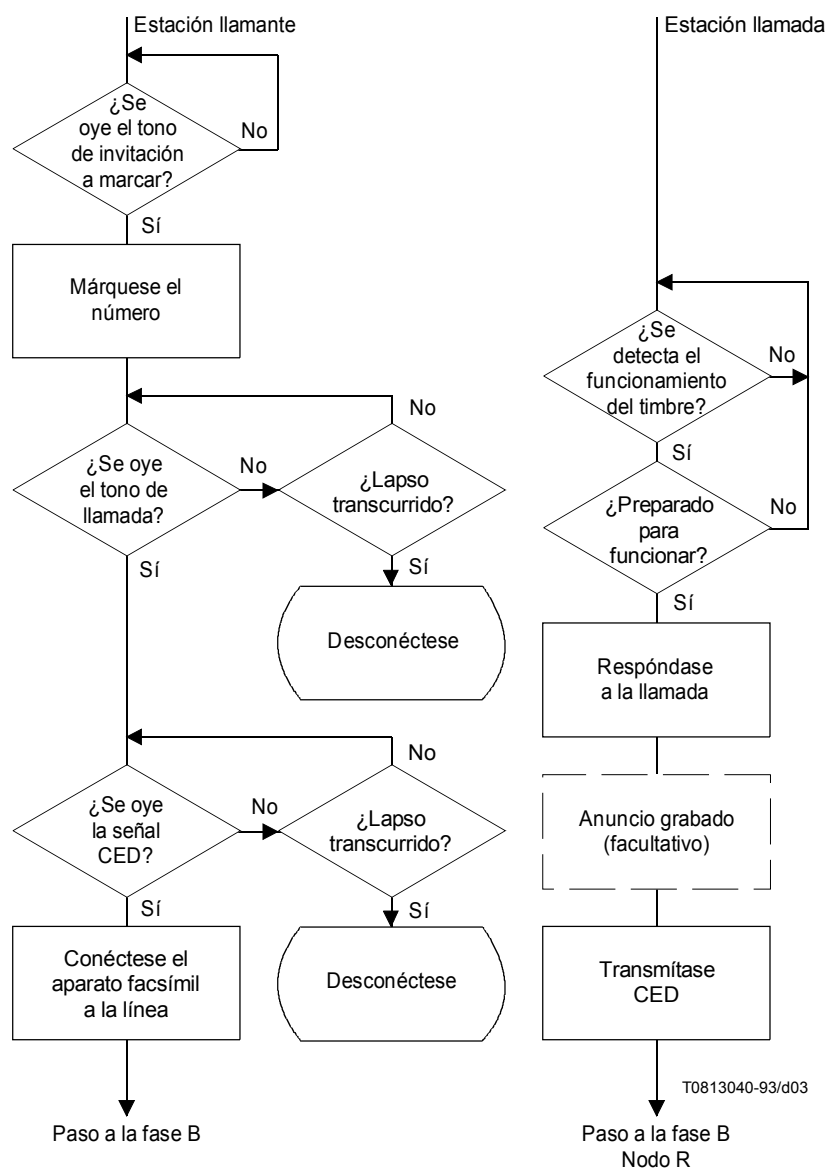 Estación llamante
¿Se
oye el tono
de invitación
a marcar?
No
Sí
Márquese el
número
No
¿Se oye
el tono de
llamada?
No
¿Lapso
transcurrido?
Sí
Sí
Desconéctese
No
¿Se oye
la señal
CED?
No
¿Lapso
transcurrido?
Sí
Sí
Conéctese el
aparato facsímil
a la línea
Desconéctese
Paso a la fase B
Estación llamada
¿Se
detecta el
funcionamiento
del timbre?
No
Sí
¿Preparado
para
funcionar?
No
Sí
Respóndase
a la llamada
Anuncio grabado
(facultativo)
Transmítase
CED
T0813040-93/d03
Paso a la fase B
Nodo R